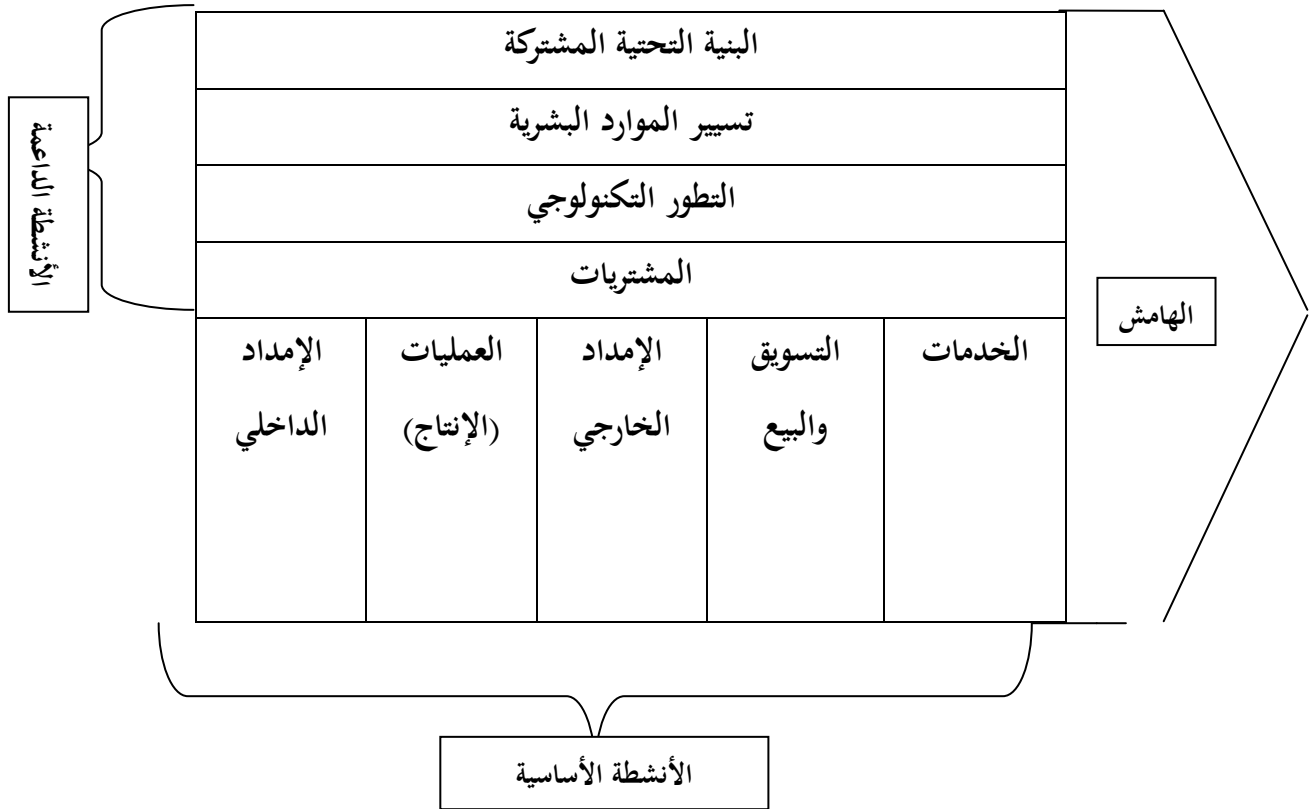 البنية التحتية المشتركة
تسيير الموارد البشرية
التطور التكنولوجي
المشتريات
الأنشطة الداعمة
الهامش
الإمداد
الداخلي
العمليات
(الإنتاج)
الإمداد
الخارجي
التسويق
والبيع
الخدمات
الأنشطة الأساسية